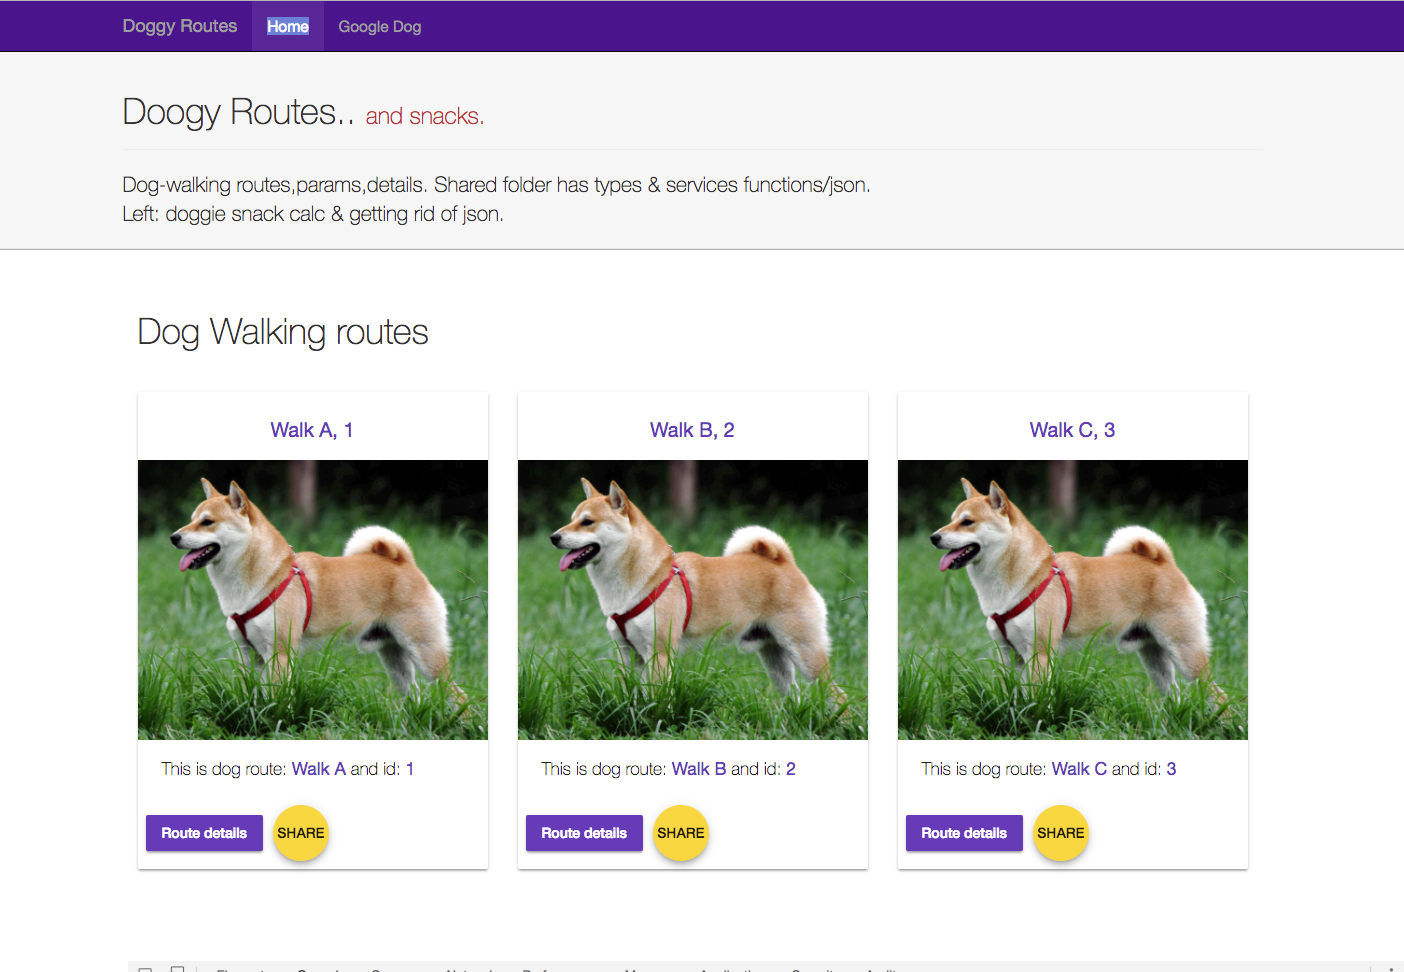 Doggy Routes Home Google Dog
Doogy Routes.. and snacks.
Dog-walking routes,params,details. Shared folder has types & services functions/json.
Left: doggie snack calc & getting rid of json.
Dog Walking routes
Walk A, 1
Walk B, 2
Walk C, 3
This is dog route: Walk A and id: 1
This is dog route: Walk B and id: 2
This is dog route: Walk C and id: 3
Route details SHARE
Route details SHARE
Route details SHARE